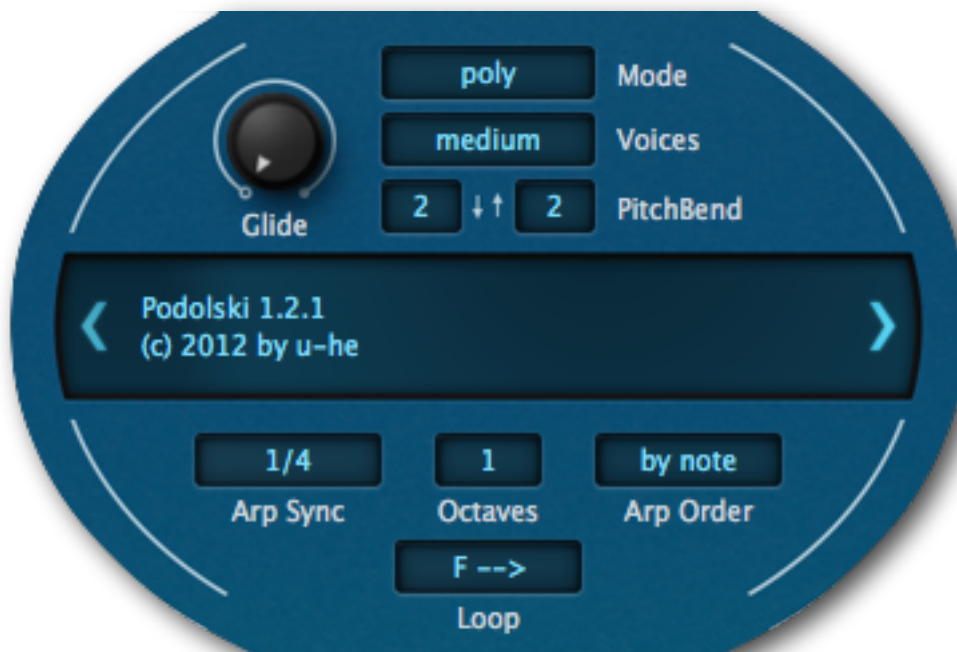 poly Mode
medium Voices
2 ↓↑ 2 PitchBend
Glide
Podolski 1.2.1
(c) 2012 by u-he
1/4 1 by note
Arp Sync Octaves Arp Order
F -->
Loop